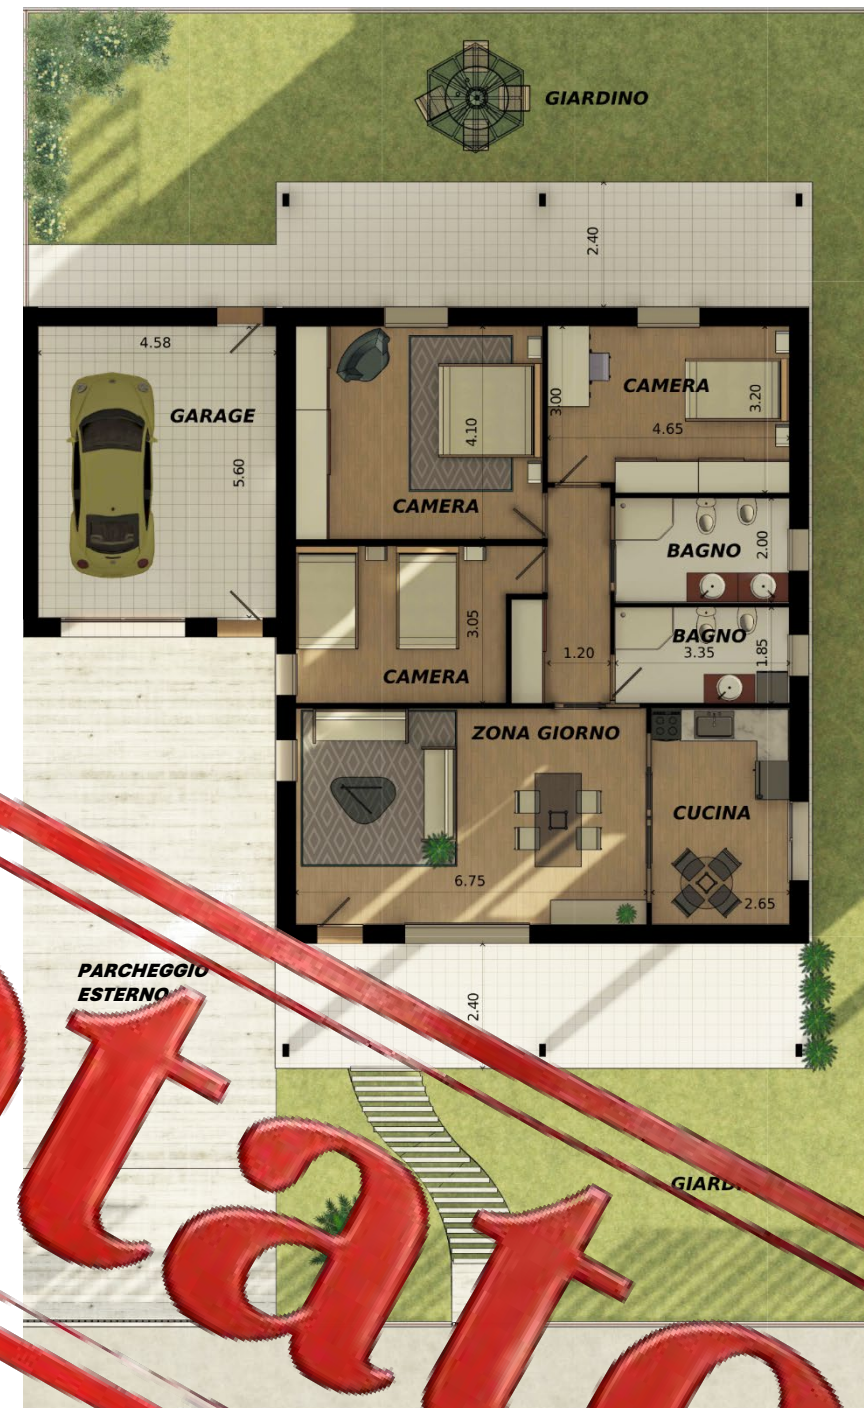 GIARDINO
2.40
4.58
GARAGE
5.60
4.10
CAMERA
3.00
CAMERA
3.20
4.65
BAGNO
2.00
3.05
CAMERA
1.20
BAGNO
3.35
1.85
ZONA GIORNO
CUCINA
6.75
2.65
PARCHEGGIO
ESTERNO
2.40